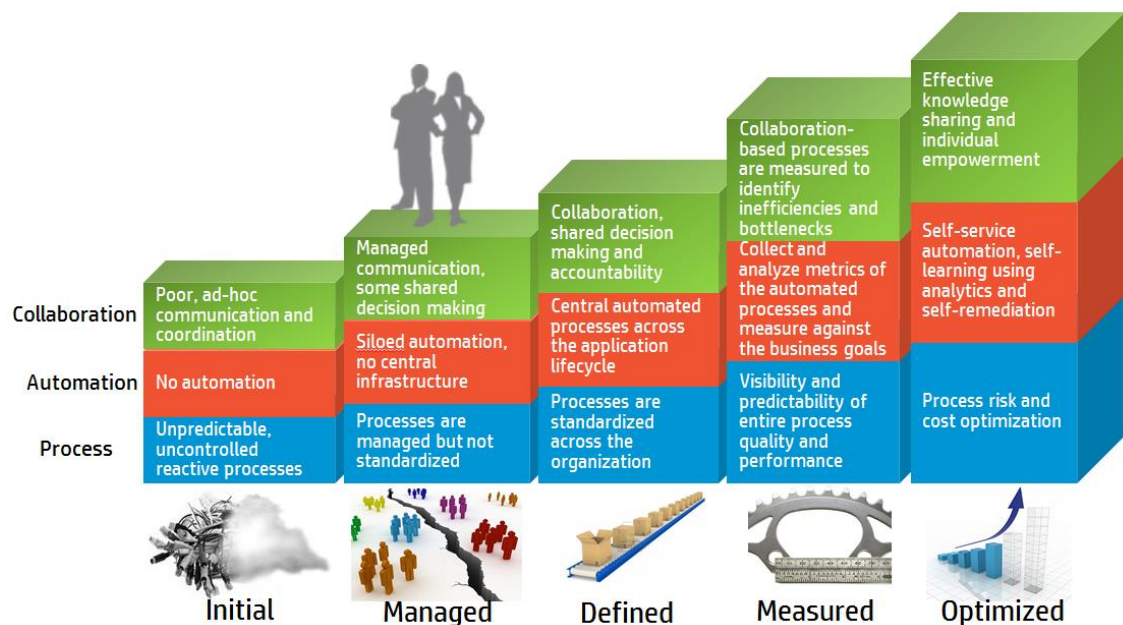 Effective
knowledge
sharing and
individual
empowerment
Collaboration-
based processes
are measured to
identify
inefficiencies and
bottlenecks
Collaboration,
shared decision
making and
accountability
Managed
communication,
some shared
decision making
Poor, ad-hoc
communication and
coordination
Collaboration
Self-service
automation, self-
learning using
analytics and
self-remediation
Collect and
analyze metrics of
the automated
processes and
measure against
the business goals
Central automated
processes across
the application
lifecycle
Siloed automation,
no central
infrastructure
No automation
Automation
Process risk and
cost optimization
Visibility and
predictability of
entire process
quality and
performance
Processes are
standardized
across the
organization
Processes are
managed but not
standardized
Unpredictable,
uncontrolled
reactive processes
Process
Initial
Managed
Defined
Measured
Optimized